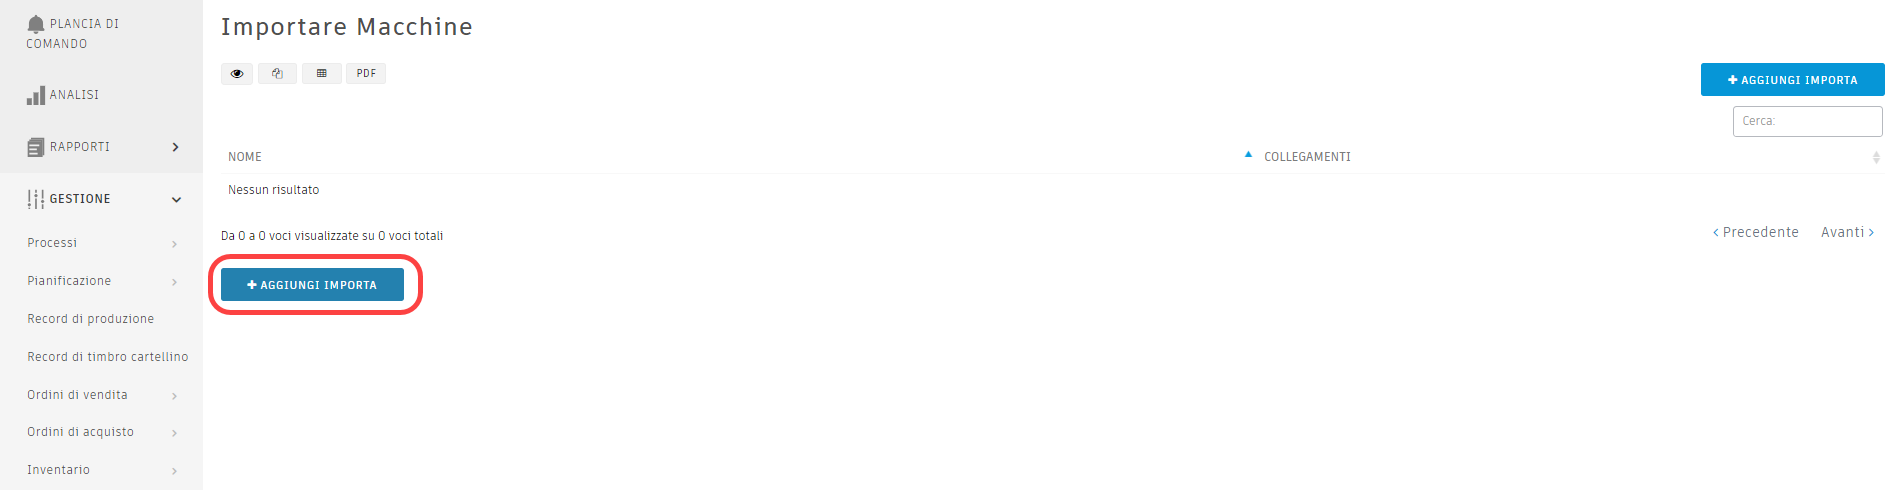 PLANCIA DI
COMANDO
ANALISI
RAPPORTI
GESTIONE
Processi
Pianificazione
Record di produzione
Record di timbro cartellino
Ordini di vendita
Ordini di acquisto
Inventario
Importare Macchine
PDF
AGGIUNGI IMPORTA
Cerca:
NOME COLLEGAMENTI
Nessun risultato
Da 0 a 0 voci visualizzate su 0 voci totali
Precedente Avanti
AGGIUNGI IMPORTA